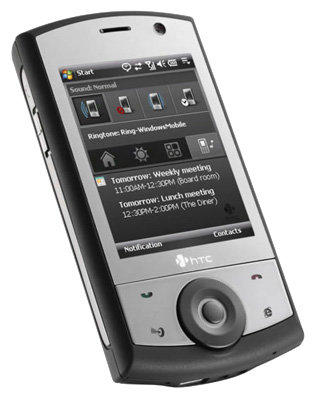 Start
Sound: Normal
Ringtone: Ring-WindowsMobile
Tomorrow: Weekly meeting
11:00AM-12:30PM (Board room)
Tomorrow: Lunch meeting
12:30PM-2:00PM (The Diner)
Notification Contacts
hTC